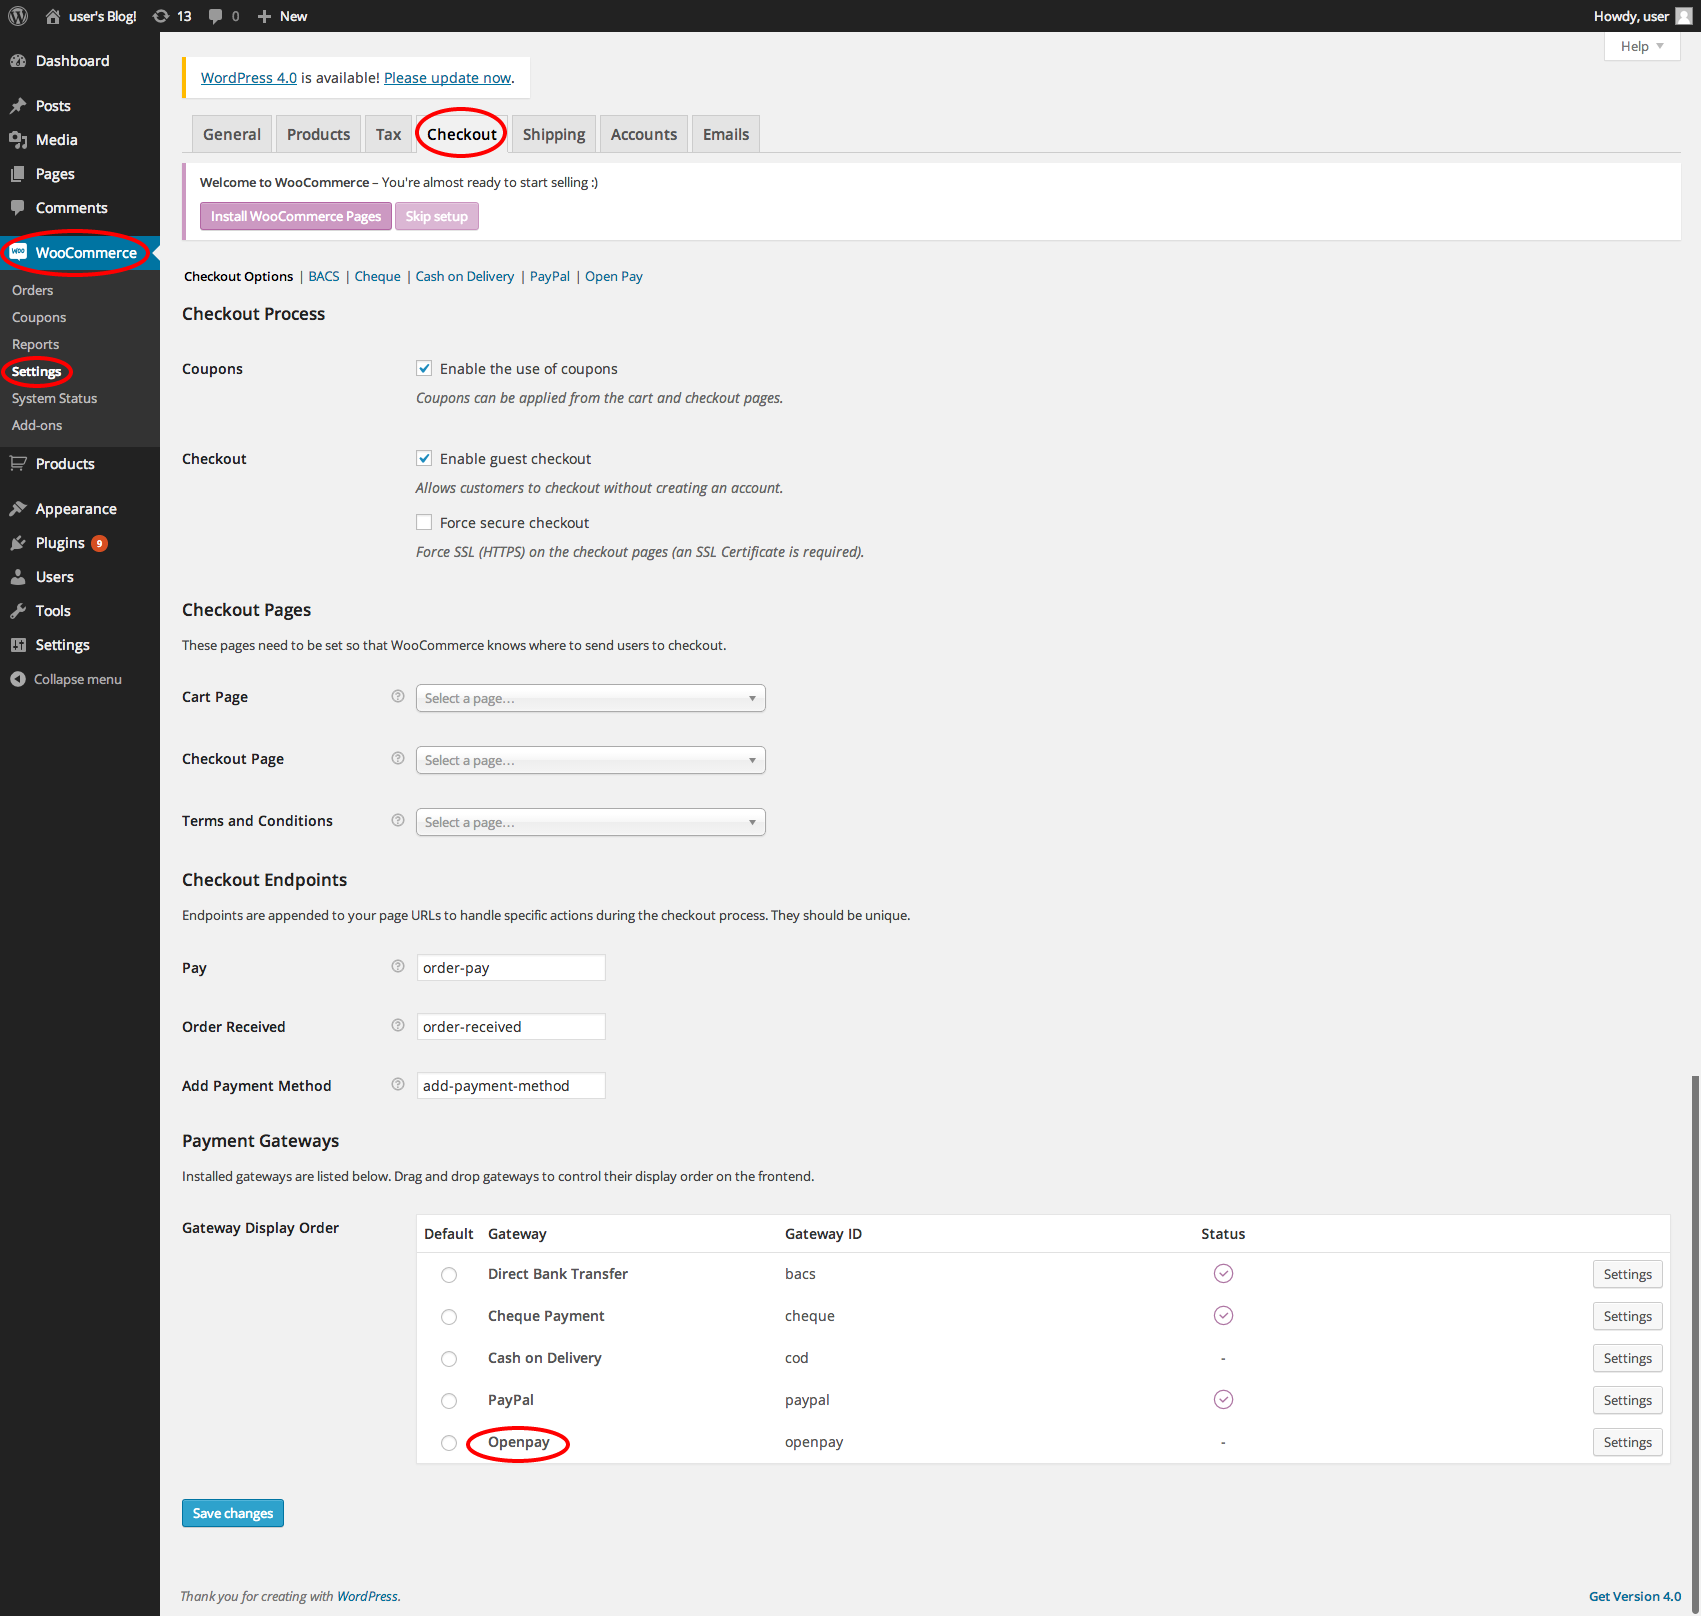 user's Blog! 13 0 New Howdy, user
Help
Dashboard
Posts
Media
Pages
Comments
WooCommerce
Orders
Coupons
Reports
Settings
System Status
Add-ons
Products
Appearance
Plugins 9
Users
Tools
Settings
Collapse menu
WordPress 4.0 is available! Please update now.
General Products Tax Checkout Shipping Accounts Emails
Welcome to WooCommerce – You're almost ready to start selling :)
Install WooCommerce Pages Skip setup
Checkout Options | BACS | Cheque | Cash on Delivery | PayPal | Open Pay
Checkout Process
Coupons Enable the use of coupons
Coupons can be applied from the cart and checkout pages.
Checkout Enable guest checkout
Allows customers to checkout without creating an account.
Force secure checkout
Force SSL (HTTPS) on the checkout pages (an SSL Certificate is required).
Checkout Pages
These pages need to be set so that WooCommerce knows where to send users to checkout.
Cart Page ? Select a page...
Checkout Page ? Select a page...
Terms and Conditions ? Select a page...
Checkout Endpoints
Endpoints are appended to your page URLs to handle specific actions during the checkout process. They should be unique.
Pay ? order-pay
Order Received ? order-received
Add Payment Method ? add-payment-method
Payment Gateways
Installed gateways are listed below. Drag and drop gateways to control their display order on the frontend.
Gateway Display Order Default Gateway Gateway ID Status
Direct Bank Transfer bacs Settings
Cheque Payment cheque Settings
Cash on Delivery cod - Settings
PayPal paypal Settings
Openpay openpay - Settings
Save changes
Thank you for creating with WordPress. Get Version 4.0